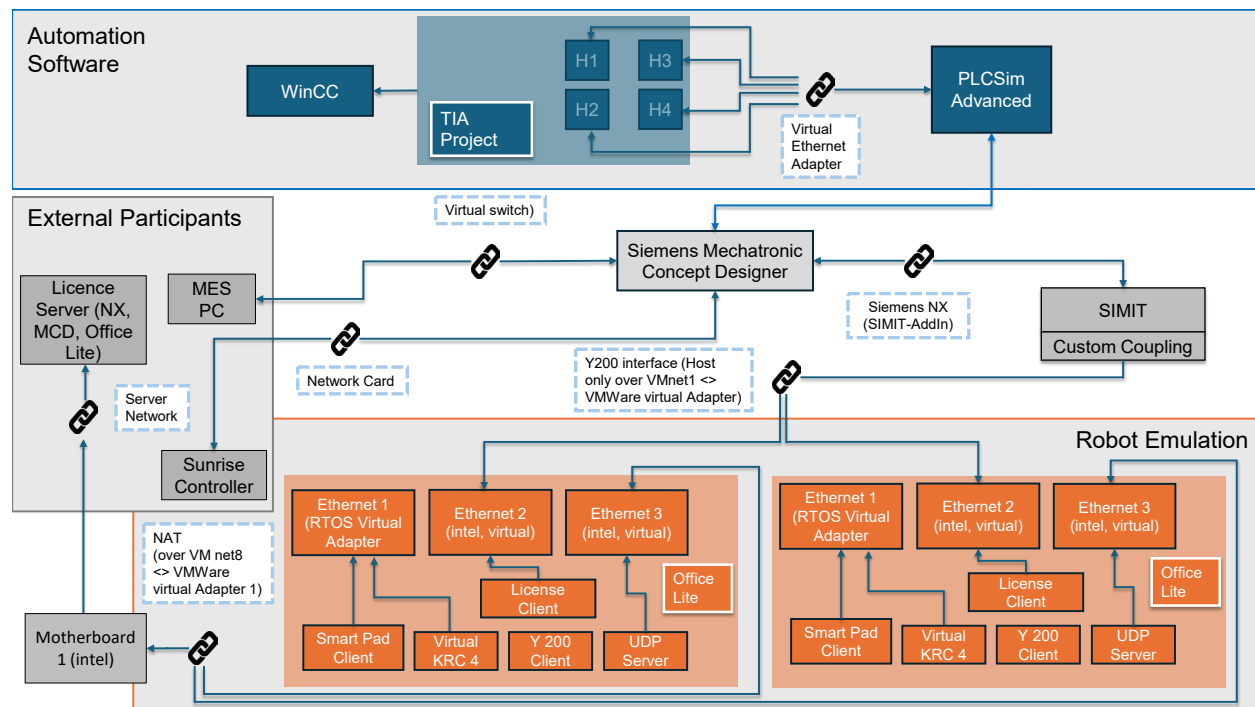 Automation
Software
WinCC
TIA
Project
H1
H3
H2
H4
Virtual
Ethernet
Adapter
PLCSim
Advanced
External Participants
Licence
Server (NX,
MCD, Office
Lite)
MES
PC
Virtual switch)
Siemens Mechatronic
Concept Designer
Siemens NX
(SIMIT-AddIn)
SIMIT
Custom Coupling
Network Card
Y200 interface (Host
only over VMnet1 <>
VMWare virtual Adapter)
Server
Network
Sunrise
Controller
NAT
(over VM net8
<> VMWare
virtual Adapter 1)
Motherboard
1 (intel)
Robot Emulation
Ethernet 1
(RTOS Virtual
Adapter
Ethernet 2
(intel, virtual)
Ethernet 3
(intel, virtual)
License
Client
Office
Lite
Smart Pad
Client
Virtual
KRC 4
Y 200
Client
UDP
Server
Ethernet 1
(RTOS Virtual
Adapter
Ethernet 2
(intel, virtual)
Ethernet 3
(intel, virtual)
License
Client
Office
Lite
Smart Pad
Client
Virtual
KRC 4
Y 200
Client
UDP
Server